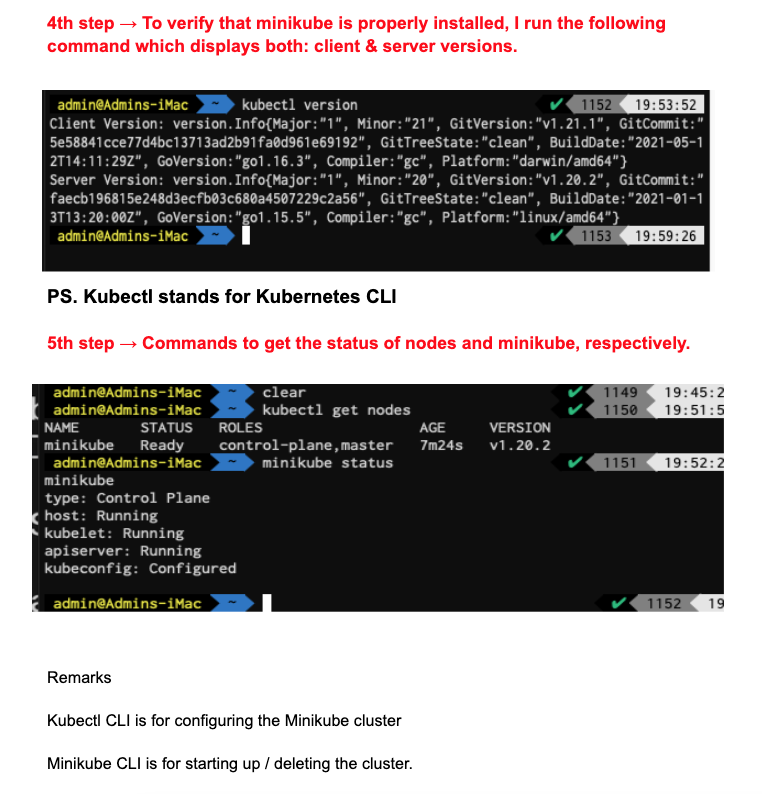 4th step → To verify that minikube is properly installed, I run the following
command which displays both: client & server versions.
admin@Admins-iMac ~ kubectl version ✔ 1152 19:53:52
Client Version: version.Info{Major:"1", Minor:"21", GitVersion:"v1.21.1", GitCommit:"
5e58841cce77d4bc13713ad2b91fa0d961e69192", GitTreeState:"clean", BuildDate:"2021-05-1
2T14:11:29Z", GoVersion:"go1.16.3", Compiler:"gc", Platform:"darwin/amd64"}
Server Version: version.Info{Major:"1", Minor:"20", GitVersion:"v1.20.2", GitCommit:"
faecb196815e248d3ecfb03c680a4507229c2a56", GitTreeState:"clean", BuildDate:"2021-01-1
3T13:20:00Z", GoVersion:"go1.15.5", Compiler:"gc", Platform:"linux/amd64"}
admin@Admins-iMac ~ ✔ 1153 19:59:26
PS. Kubectl stands for Kubernetes CLI
5th step → Commands to get the status of nodes and minikube, respectively.
admin@Admins-iMac ~ clear ✔ 1149 19:45:2
admin@Admins-iMac ~ kubectl get nodes ✔ 1150 19:51:5
NAME STATUS ROLES AGE VERSION
minikube Ready control-plane,master 7m24s v1.20.2
admin@Admins-iMac ~ minikube status ✔ 1151 19:52:2
minikube
type: Control Plane
host: Running
kubelet: Running
apiserver: Running
kubeconfig: Configured
admin@Admins-iMac ~ ✔ 1152 19
Remarks
Kubectl CLI is for configuring the Minikube cluster
Minikube CLI is for starting up / deleting the cluster.